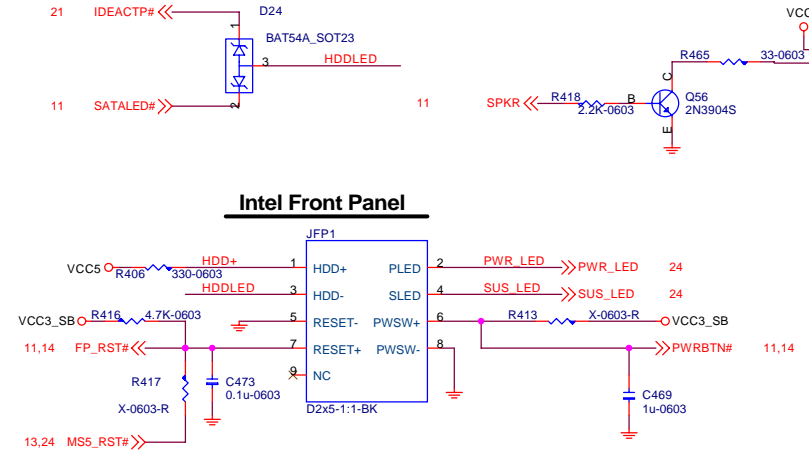 21 IDEACTP# 1 D24
VCC
BAT54A_SOT23
3 HDDLED
R465 33-0603
C
11 SATALED# 2
11 SPKR R418 B Q56
2.2K-0603 2N3904S
E
Intel Front Panel
JFP1
VCC5 R406 330-0603 HDD+ 1 HDD+ PLED 2 PWR_LED PWR_LED 24
HDDLED 3 HDD- SLED 4 SUS_LED SUS_LED 24
VCC3_SB R416 4.7K-0603 5 RESET- PWSW+ 6 R413 X-0603-R VCC3_SB
11,14 FP_RST# 7 RESET+ PWSW- 8 PWRBTN# 11,14
9 NC
R417 C473
0.1u-0603
C469
1u-0603
X-0603-R D2x5-1:1-BK
13,24 MS5_RST#